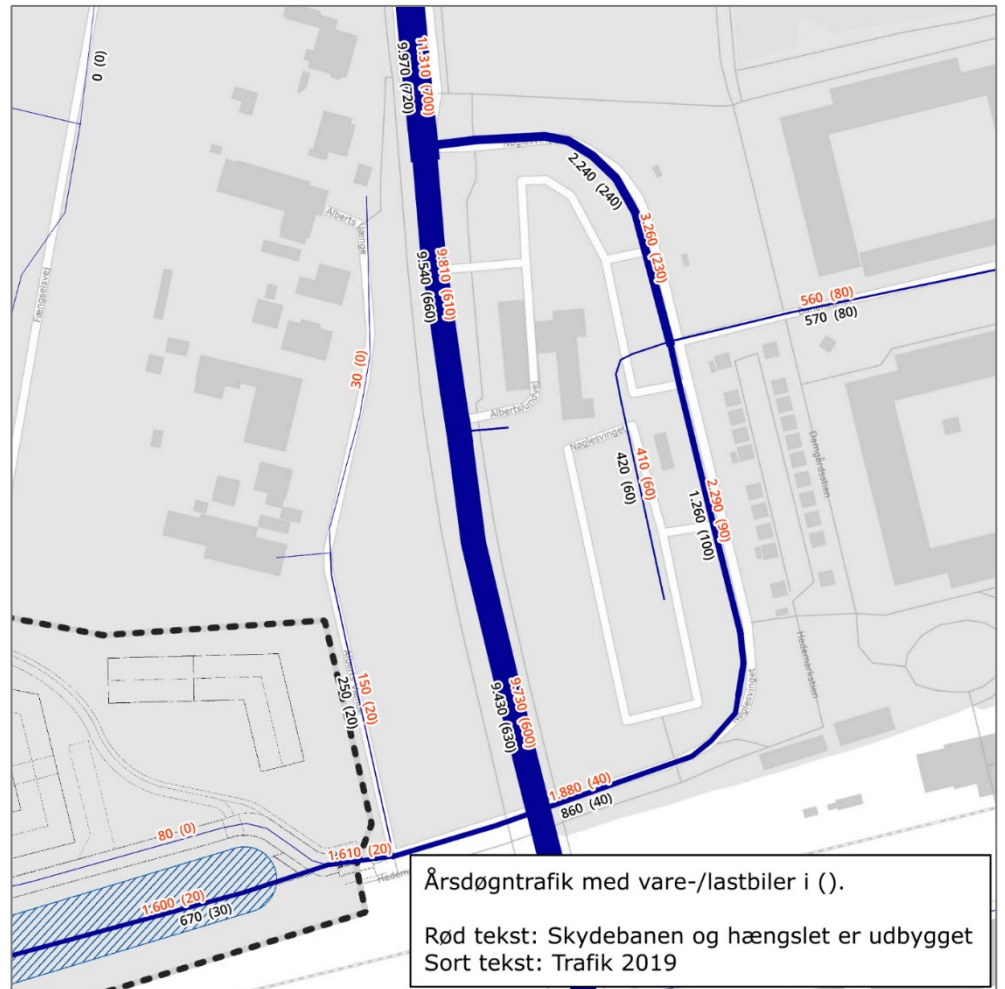 0 (0)
11.310 (700)
9.970 (720)
2.240 (240)
3.260 (230)
Alberts Vænge
Fængselsvej
9.810 (610)
9.540 (660)
560 (80)
570 (80)
30 (0)
Nøglesvinget
410 (60)
420 (60)
Damgårdsstien
2.290 (90)
1.260 (100)
Hedemarkstien
150 (20)
250 (20)
9.730 (600)
9.430 (630)
Nøglesvinget
1.880 (40)
860 (40)
80 (0)
1.610 (20)
1.600 (20)
670 (30)
Årsdøgntrafik med vare-/lastbiler i ().
Rød tekst: Skydebanen og hængslet er udbygget
Sort tekst: Trafik 2019